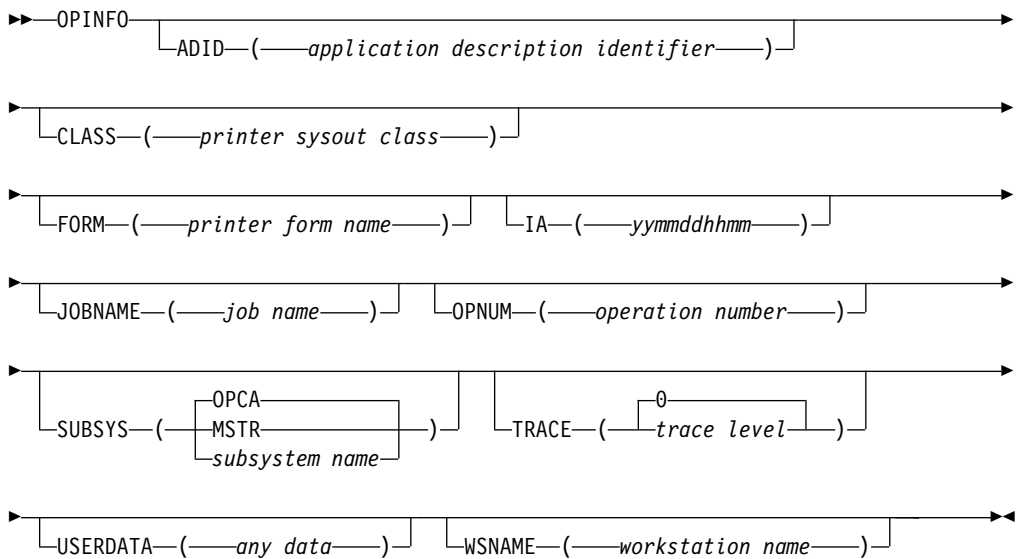 OPINFO
ADID ( application description identifier )
CLASS ( printer sysout class )
FORM ( printer form name ) IA ( yymmddhhmm )
JOBNAME ( job name ) OPNUM ( operation number )
OPCA 0
SUBSYS ( MSTR ) TRACE ( trace level )
subsystem name
USERDATA ( any data ) WSNAME ( workstation name )